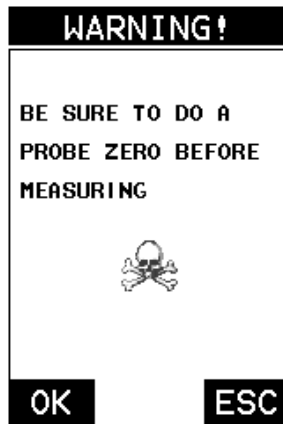 WARNING!
BE SURE TO DO A
PROBE ZERO BEFORE
MEASURING
OK ESC